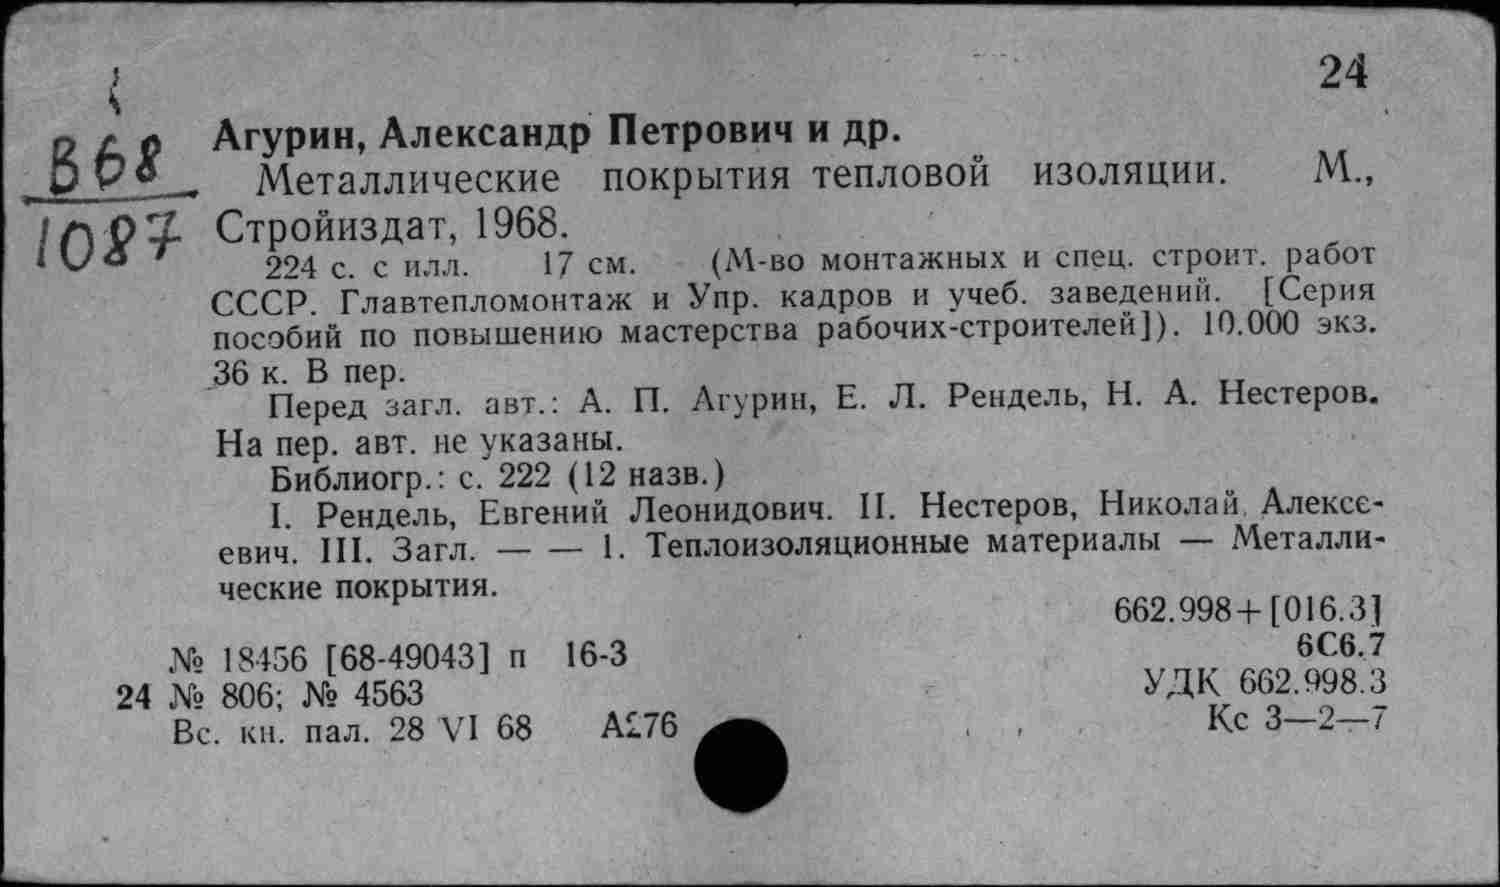 24
Агурин, Александр Петрович и др.
В68
Металлические покрытия тепловой изоляции. М.,
1087
Стройиздат, 1968.
224 с. с илл. 17 см. (М-во монтажных и спец. строит. работ
СССР. Главтепломонтаж и Упр. кадров и учеб. заведений. [Серия
пособий по повышению мастерства рабочих-строителей]). 10.000 экз.
36 к. В пер.
Перед загл. авт.: А. П. Агурин, Е. Л. Рендель, Н. А. Нестеров.
На пер. авт. не указаны.
Библиогр.: с. 222 (12 назв.)
I. Рендель, Евгений Леонидович. II. Нестеров, Николай Алексе-
евич. III. Загл. — — 1. Теплоизоляционные материалы — Металли-
ческие покрытия.
662.998+[016.3]
6С6.7
№ 18456 [68-49043] п 16-3
УДК 662.998.3
24 № 806; № 4563
Кс 3—2—7
Вс. кн. пал. 28 VI 68